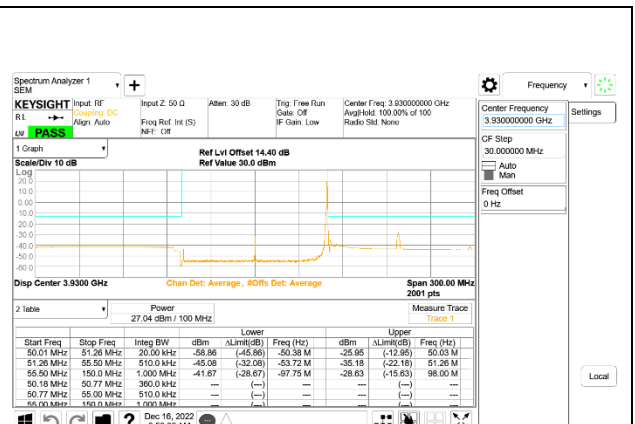 Spectrum Analyzer 1
SEM
Frequency
KEYSIGHT
Input: RF
Coupling: DC
Align: Auto
Input Z: 50 Ω
Freq Ref: Int (S)
NFE: Off
Atten: 30 dB
Trig: Free Run
Gate: Off
IF Gain: Low
Center Freq: 3.930000000 GHz
Avg|Hold: 100.00% of 100
Radio Std: None
RL
LVI PASS
Center Frequency
3.930000000 GHz
Settings
CF Step
30.000000 MHz
Auto
Man
Freq Offset
0 Hz
Local
1 Graph
Scale/Div 10 dB
Ref Lvl Offset 14.40 dB
Ref Value 30.0 dBm
Log
20.0
10.0
0.00
-10.0
-20.0
-30.0
-40.0
-50.0
-60.0
Disp Center 3.9300 GHz
Chan Det: Average , #Offs Det: Average
Span 300.00 MHz
2001 pts
2 Table
Power
27.04 dBm / 100 MHz
Measure Trace
Trace 1
Lower Upper
Start Freq Stop Freq Integ BW dBm ΔLimit(dB) Freq (Hz) dBm ΔLimit(dB) Freq (Hz)
50.01 MHz 51.26 MHz 20.00 kHz -58.86 (-45.86) -50.38 M -25.95 (-12.95) 50.03 M
51.26 MHz 55.50 MHz 510.0 kHz -45.08 (-32.08) -53.72 M -35.18 (-22.18) 51.26 M
55.50 MHz 150.0 MHz 1.000 MHz -41.67 (-28.67) -97.75 M -28.63 (-15.63) 98.00 M
50.18 MHz 50.77 MHz 360.0 kHz --- (---) --- --- (---) ---
50.77 MHz 55.00 MHz 510.0 kHz --- (---) --- --- (---) ---
55.00 MHz 150.0 MHz 1.000 MHz --- (---) --- --- (---) ---
Dec 16, 2022